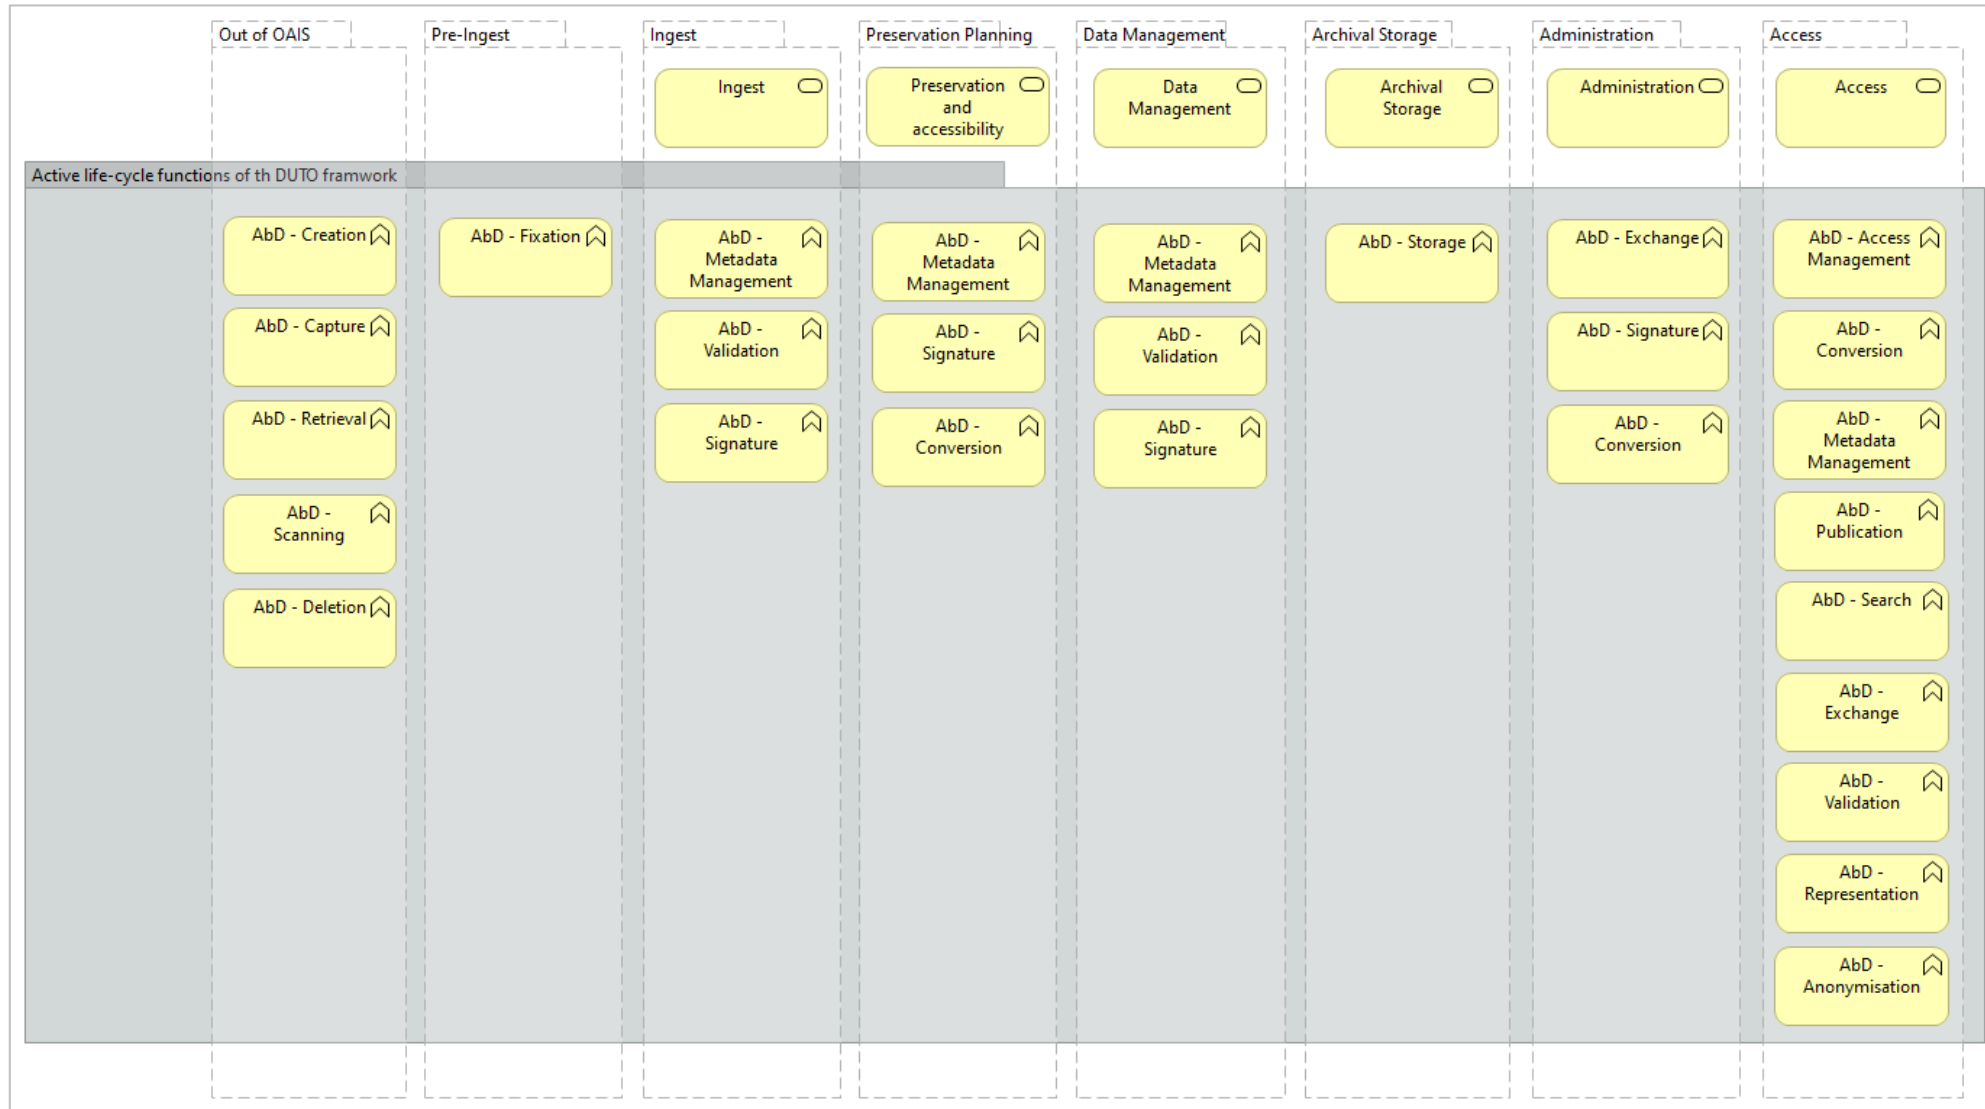 Out of OAIS
Pre-Ingest
Ingest
Preservation Planning
Data Management
Archival Storage
Administration
Access
Ingest
Preservation
and
accessibility
Data
Management
Archival
Storage
Administration
Access
Active life-cycle functions of th DUTO framwork
AbD - Creation
AbD - Capture
AbD - Retrieval
AbD -
Scanning
AbD - Deletion
AbD - Fixation
AbD -
Metadata
Management
AbD -
Validation
AbD -
Signature
AbD -
Metadata
Management
AbD -
Signature
AbD -
Conversion
AbD -
Metadata
Management
AbD -
Validation
AbD -
Signature
AbD - Storage
AbD - Exchange
AbD - Signature
AbD -
Conversion
AbD - Access
Management
AbD -
Conversion
AbD -
Metadata
Management
AbD -
Publication
AbD - Search
AbD -
Exchange
AbD -
Validation
AbD -
Representation
AbD -
Anonymisation